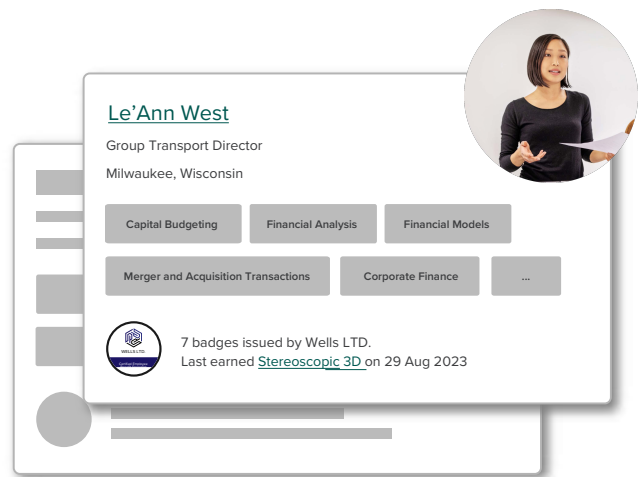 Le’Ann West
Group Transport Director
Milwaukee, Wisconsin
Capital Budgeting
Financial Analysis
Financial Models
Merger and Acquisition Transactions
Corporate Finance
...
WELLS LTD.
7 badges issued by Wells LTD.
Last earned Stereoscopic 3D on 29 Aug 2023